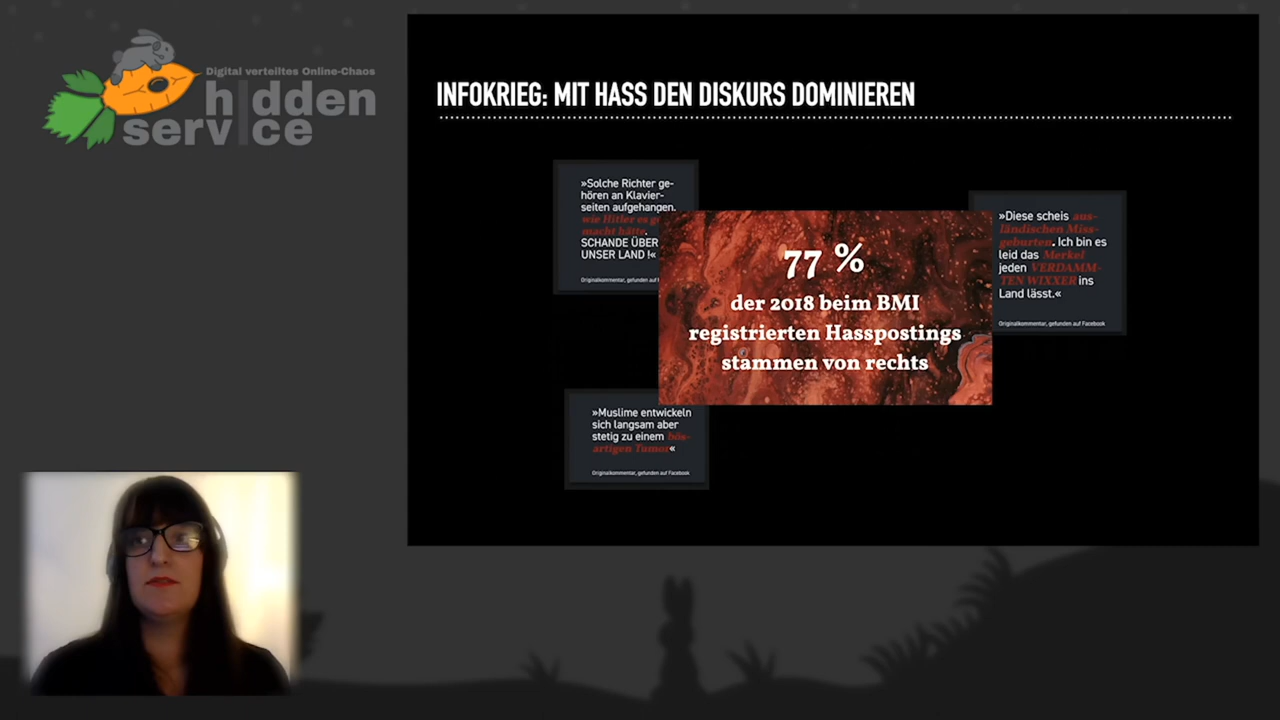 Digital verteiltes Online-Chaos
hidden
service
INFOKRIEG: MIT HASS DEN DISKURS DOMINIEREN
»Solche Richter ge-
hören an Klavier-
seiten aufgehangen.
wie Hitler es g
macht hätte.
SCHANDE ÜBER
UNSER LAND !«
Originalkommentar, gefunden auf
77 %
der 2018 beim BMI
registrierten Hasspostings
stammen von rechts
»Diese scheis aus-
ländischen Miss-
geburten. Ich bin es
leid das Merkel
jeden VERDAMM-
TEN WIXXER ins
Land lässt.«
Originalkommentar, gefunden auf Facebook
»Muslime entwickeln
sich langsam aber
stetig zu einem bös-
artigen Tumor«
Originalkommentar, gefunden auf Facebook